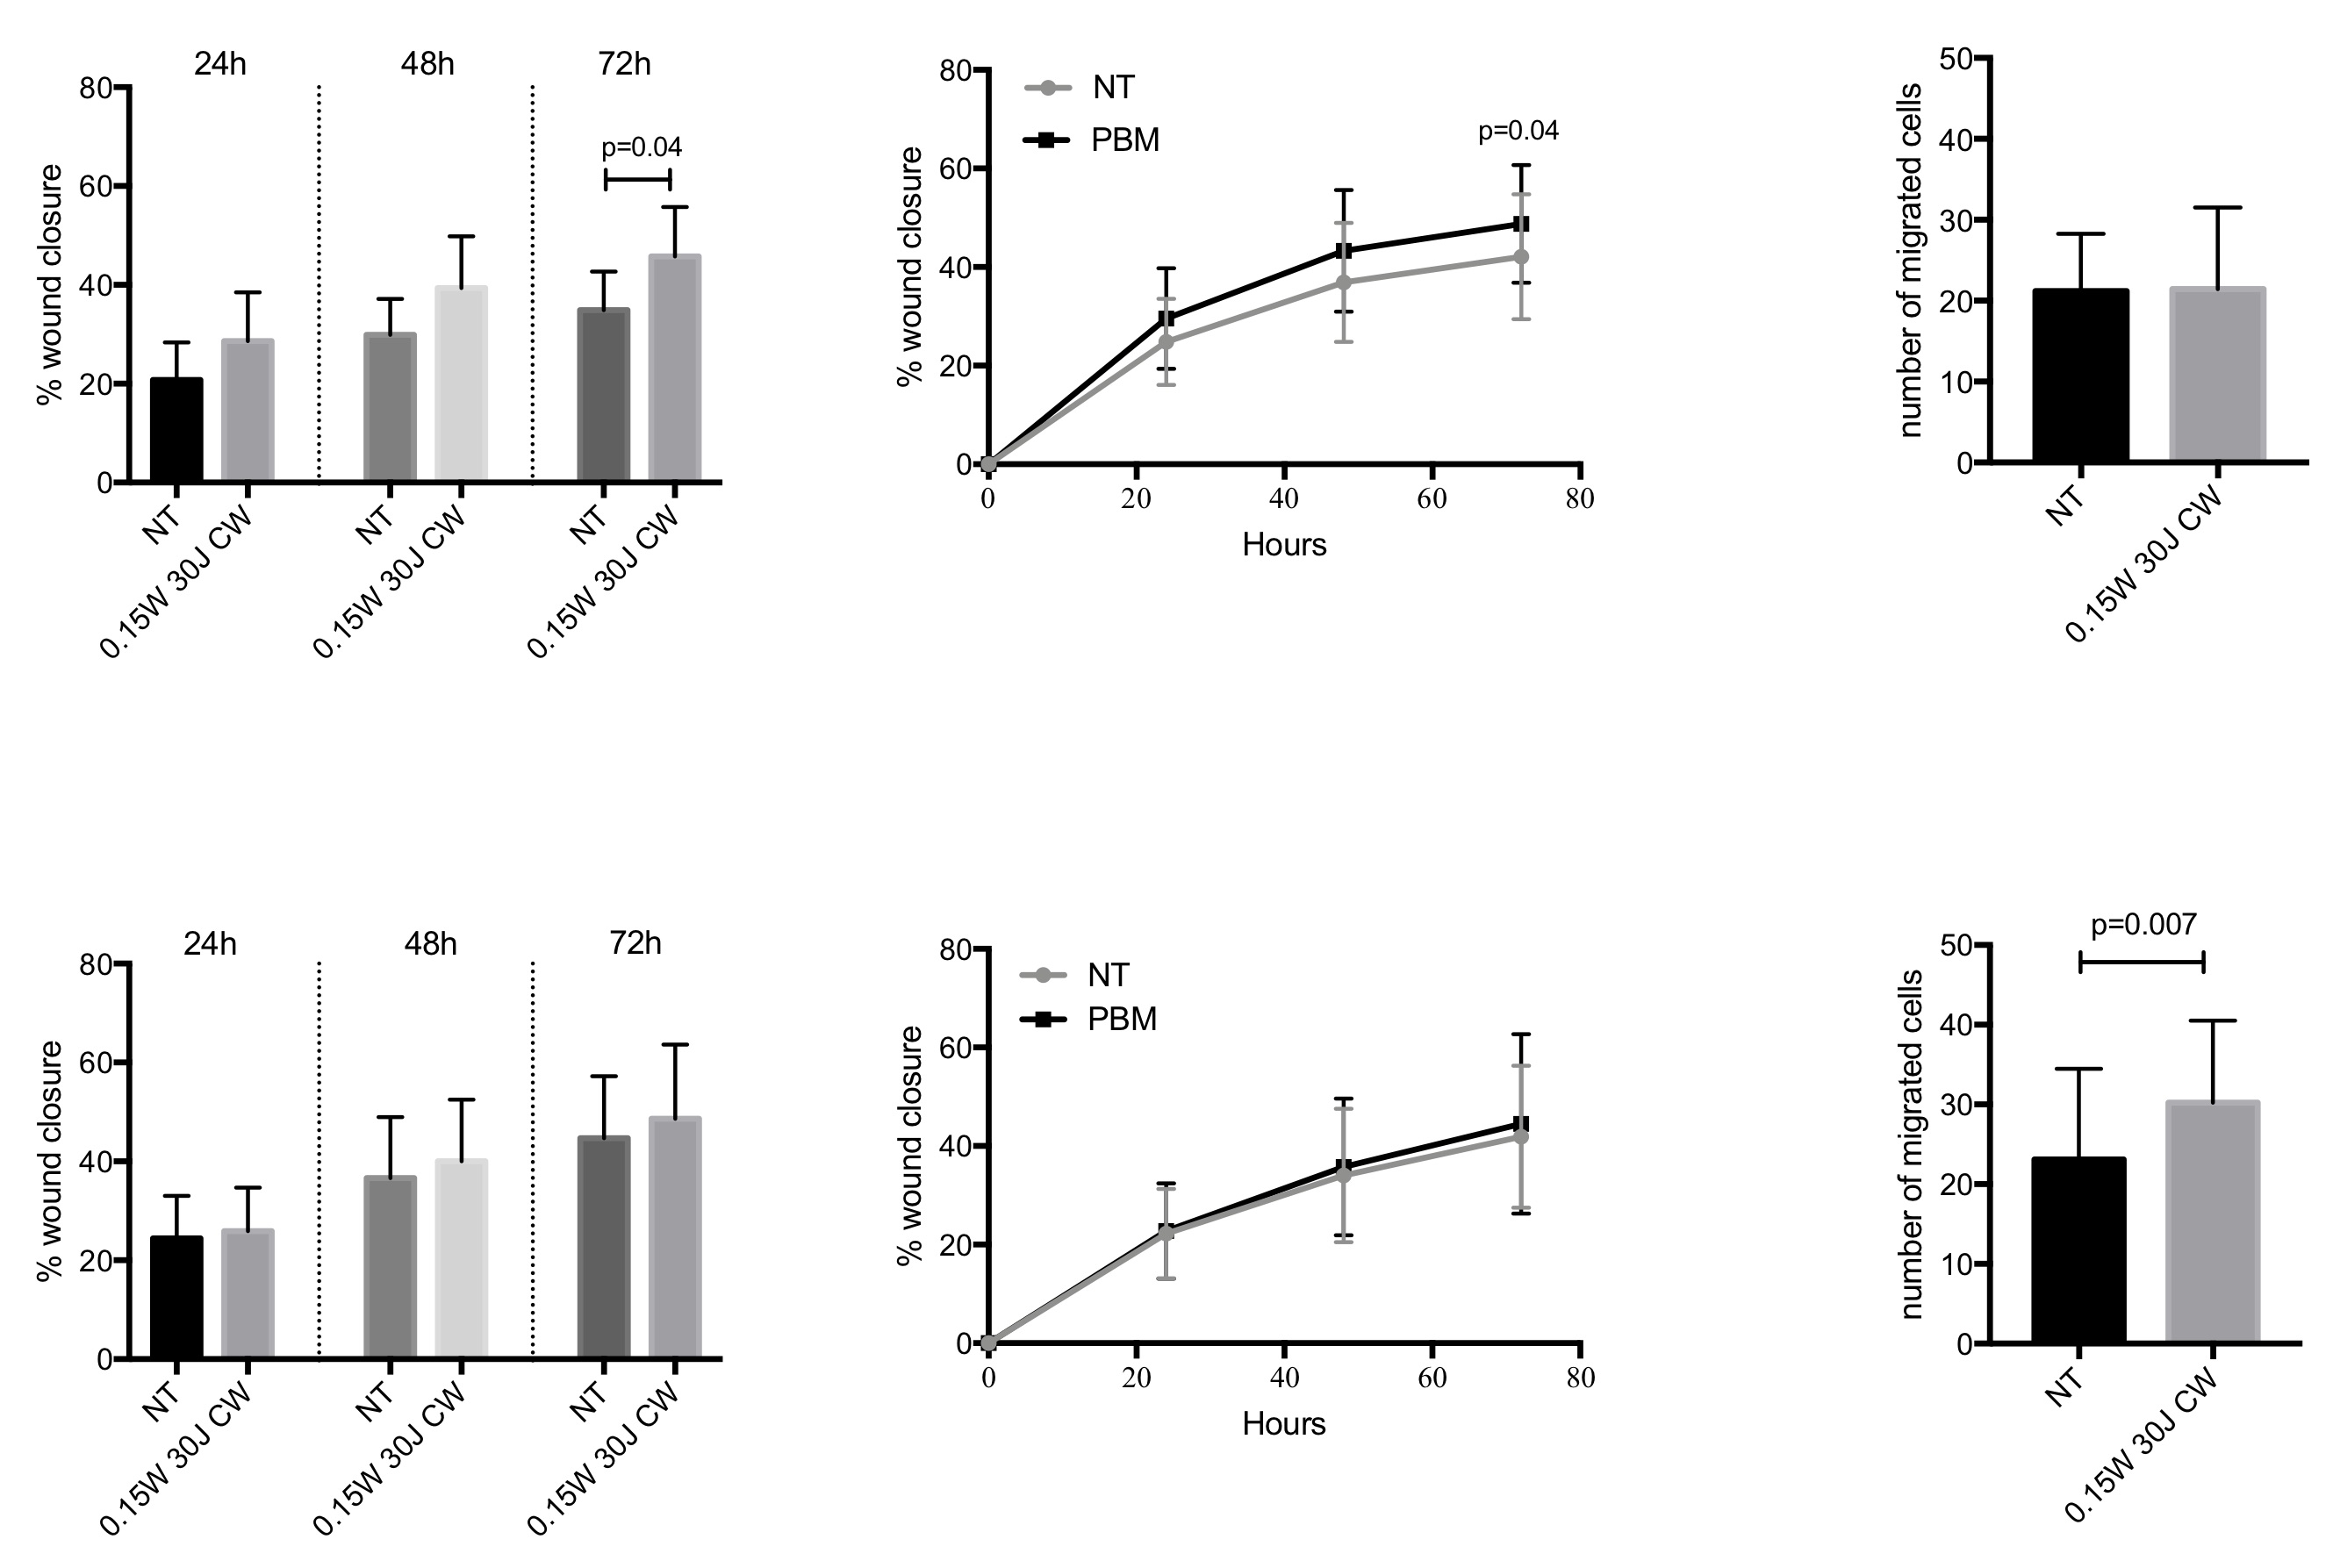 24h 48h 72h
80
60
40
20
0
% wound closure
p=0.04
NT
0.15W 30J CW
NT
0.15W 30J CW
NT
0.15W 30J CW
80
60
40
20
0
% wound closure
NT
PBM
p=0.04
0 20 40 60 80
Hours
50
40
30
20
10
0
number of migrated cells
NT
0.15W 30J CW
24h 48h 72h
80
60
40
20
0
% wound closure
NT
0.15W 30J CW
NT
0.15W 30J CW
NT
0.15W 30J CW
80
60
40
20
0
% wound closure
NT
PBM
0 20 40 60 80
Hours
p=0.007
50
40
30
20
10
0
number of migrated cells
NT
0.15W 30J CW